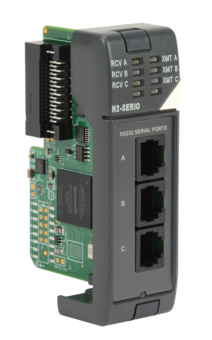 RCV A XMT A
RCV B XMT B
RCV C XMT C
H2-SERIO
RS232 SERIAL PORTS
A
B
C